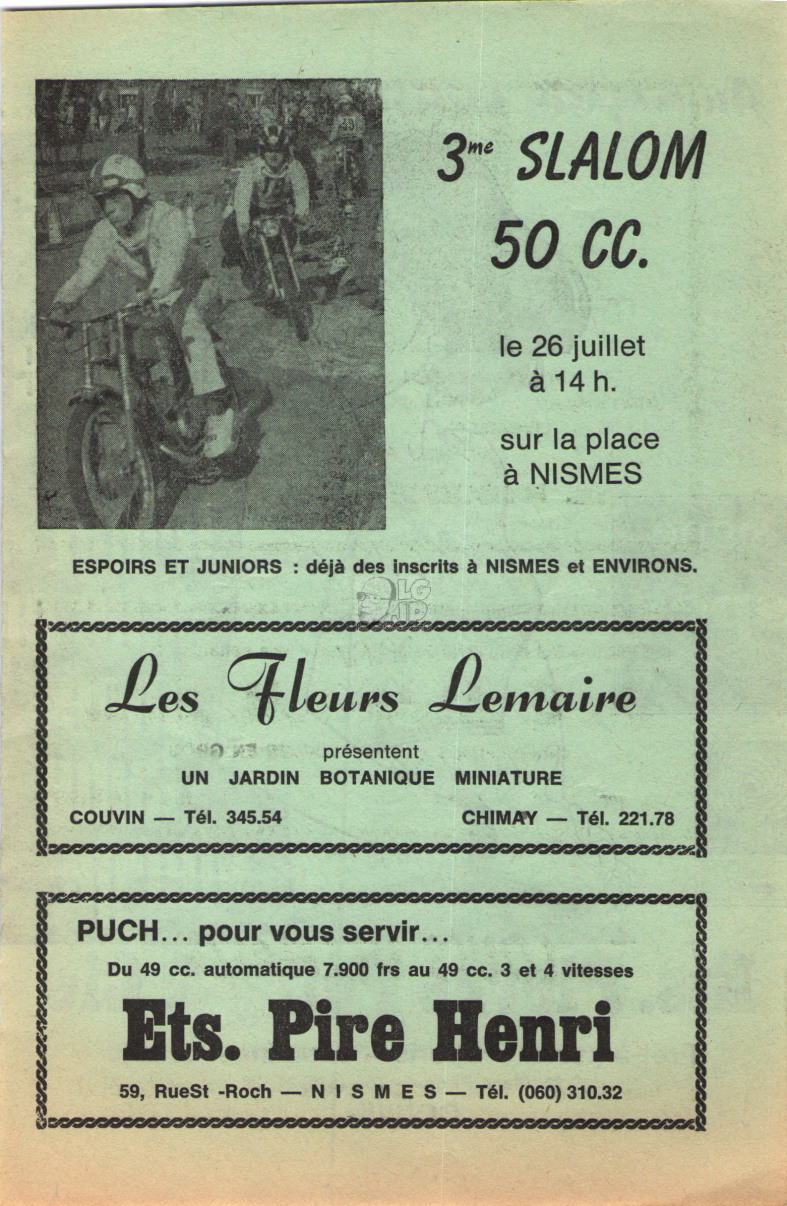 3me SLALOM
50 CC.
le 26 juillet
à 14 h.
sur la place
à NISMES
ESPOIRS ET JUNIORS : déjà des inscrits à NISMES et ENVIRONS.
LG
JP
Les Fleurs Lemaire
présentent
UN JARDIN BOTANIQUE MINIATURE
COUVIN — Tél. 345.54 CHIMAY — Tél. 221.78
PUCH... pour vous servir...
Du 49 cc. automatique 7.900 frs au 49 cc. 3 et 4 vitesses
Ets. Pire Henri
59, RueSt -Roch — N I S M E S — Tél. (060) 310.32